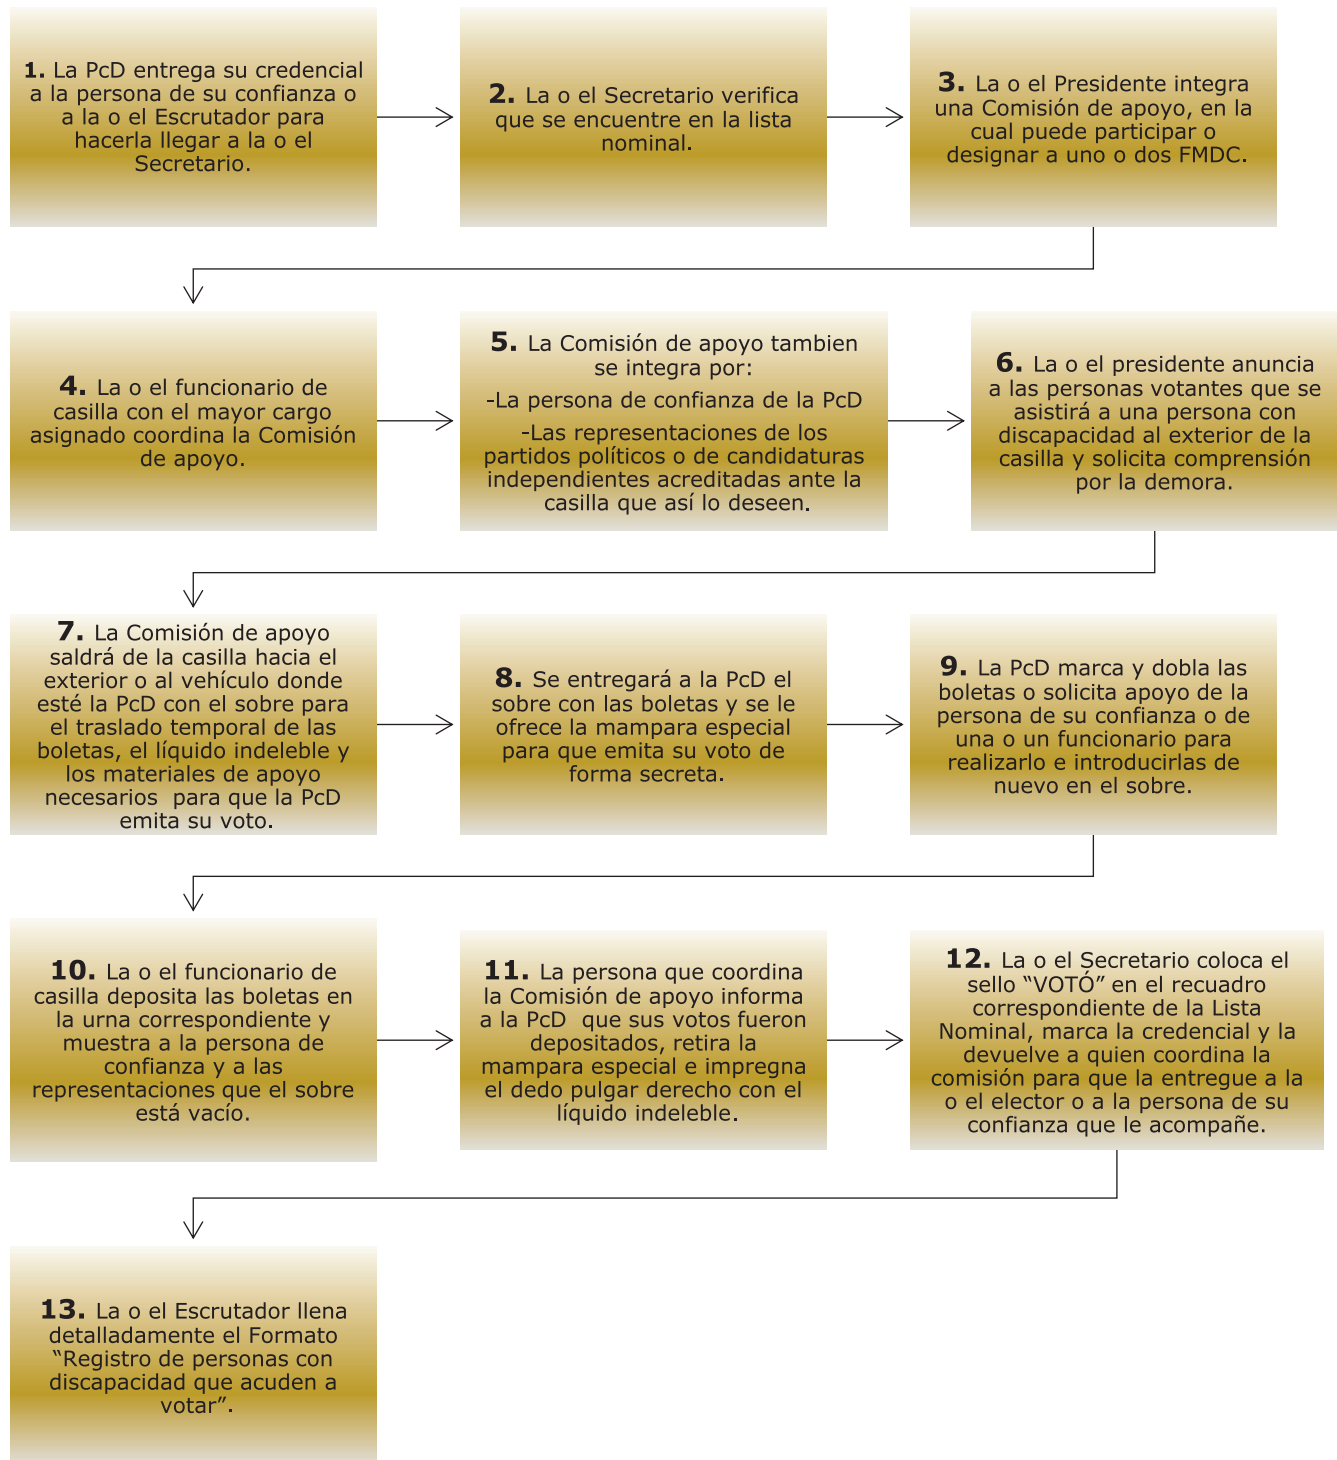 1. La PcD entrega su credencial
a la persona de su confianza o
a la o el Escrutador para
hacerla llegar a la o el
Secretario.
2. La o el Secretario verifica
que se encuentre en la lista
nominal.
3. La o el Presidente integra
una Comisión de apoyo, en la
cual puede participar o
designar a uno o dos FMDC.
4. La o el funcionario de
casilla con el mayor cargo
asignado coordina la Comisión
de apoyo.
5. La Comisión de apoyo tambien
se integra por:
-La persona de confianza de la PcD
-Las representaciones de los
partidos políticos o de candidaturas
independientes acreditadas ante la
casilla que así lo deseen.
6. La o el presidente anuncia
a las personas votantes que se
asistirá a una persona con
discapacidad al exterior de la
casilla y solicita comprensión
por la demora.
7. La Comisión de apoyo
saldrá de la casilla hacia el
exterior o al vehículo donde
esté la PcD con el sobre para
el traslado temporal de las
boletas, el líquido indeleble y
los materiales de apoyo
necesarios para que la PcD
emita su voto.
8. Se entregará a la PcD el
sobre con las boletas y se le
ofrece la mampara especial
para que emita su voto de
forma secreta.
9. La PcD marca y dobla las
boletas o solicita apoyo de la
persona de su confianza o de
una o un funcionario para
realizarlo e introducirlas de
nuevo en el sobre.
10. La o el funcionario de
casilla deposita las boletas en
la urna correspondiente y
muestra a la persona de
confianza y a las
representaciones que el sobre
está vacío.
11. La persona que coordina
la Comisión de apoyo informa
a la PcD que sus votos fueron
depositados, retira la
mampara especial e impregna
el dedo pulgar derecho con el
líquido indeleble.
12. La o el Secretario coloca el
sello “VOTÓ” en el recuadro
correspondiente de la Lista
Nominal, marca la credencial y la
devuelve a quien coordina la
comisión para que la entregue a la
o el elector o a la persona de su
confianza que le acompañe.
13. La o el Escrutador llena
detalladamente el Formato
“Registro de personas con
discapacidad que acuden a
votar”.